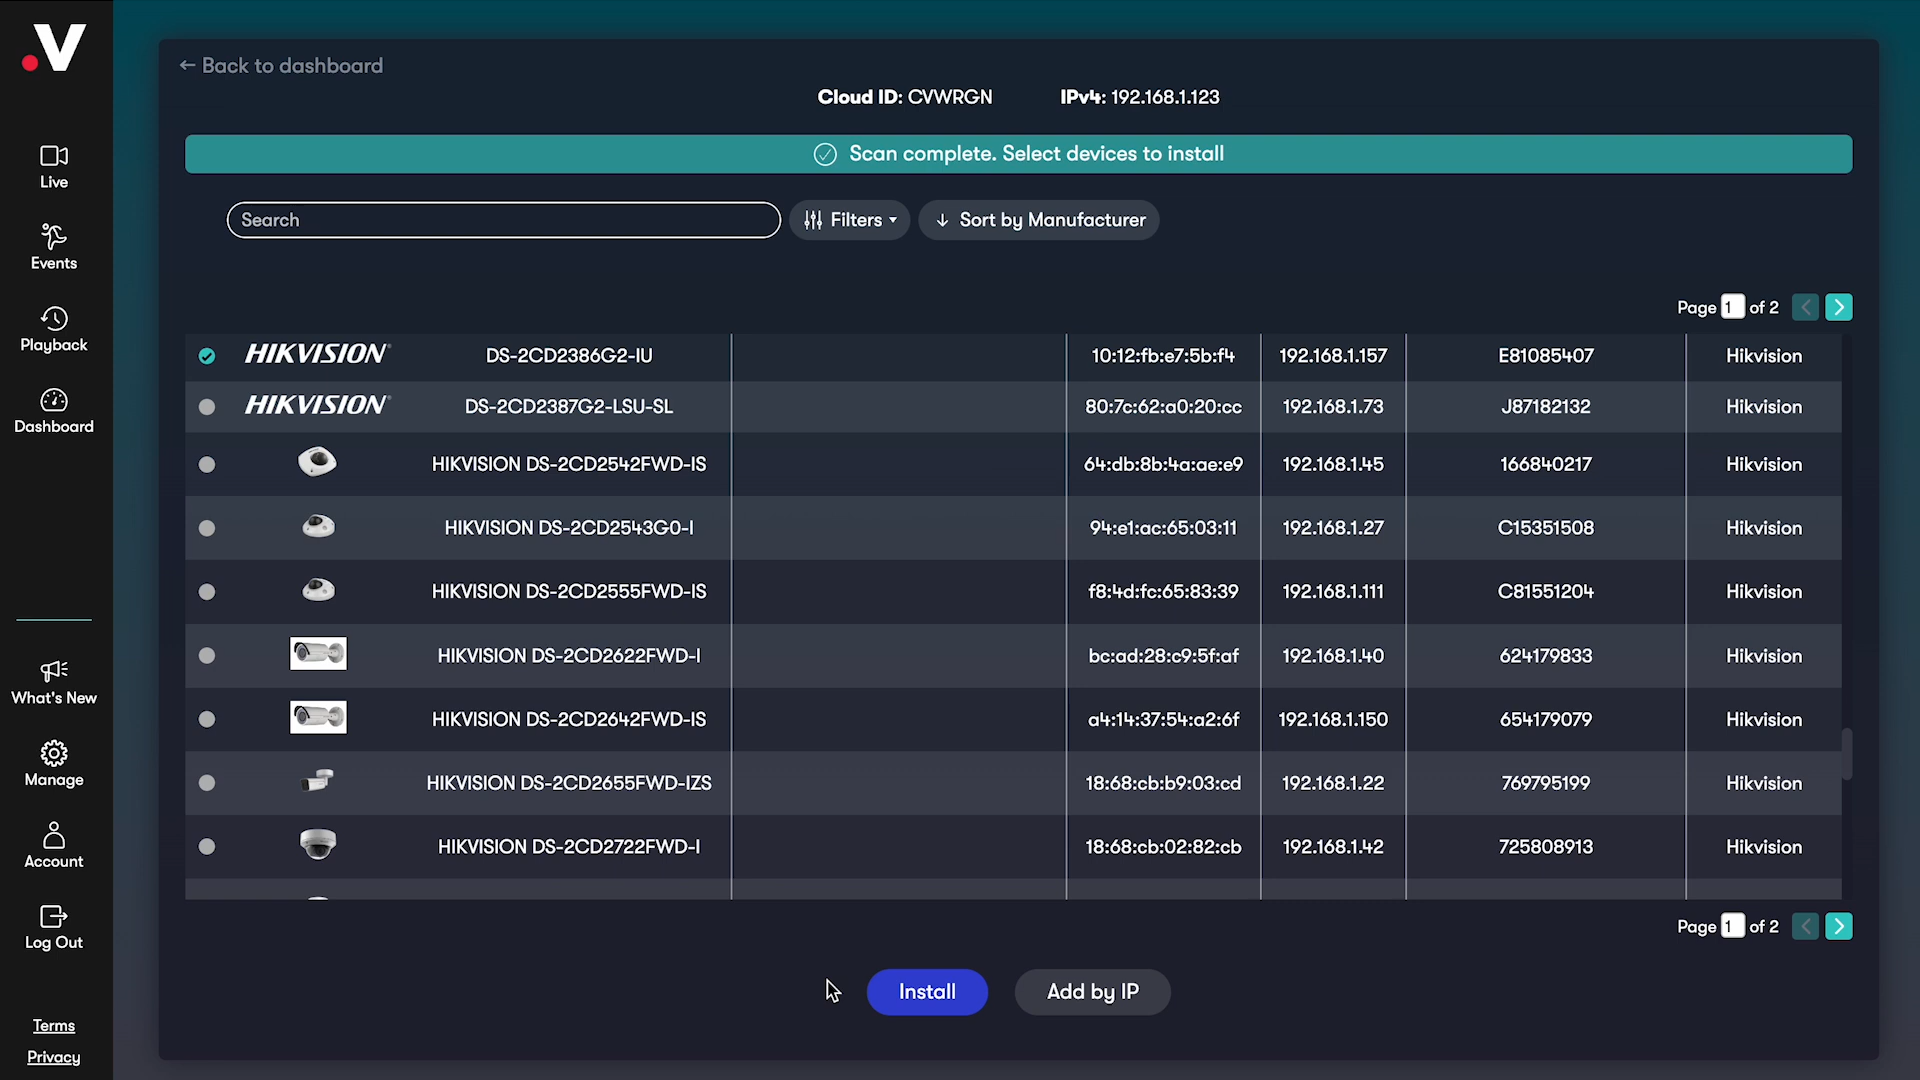 .V
Live
Events
Playback
Dashboard
What's New
Manage
Account
Log Out
Terms
Privacy
← Back to dashboard
Cloud ID: CVWRGN IPv4: 192.168.1.123
Scan complete. Select devices to install
Search Filters Sort by Manufacturer
Page 1 of 2
HIKVISION DS-2CD2386G2-IU 10:12:fb:e7:5b:f4 192.168.1.157 E81085407 Hikvision
HIKVISION DS-2CD2387G2-LSU-SL 80:7c:62:a0:20:cc 192.168.1.73 J87182132 Hikvision
HIKVISION DS-2CD2542FWD-IS 64:db:8b:4a:ae:e9 192.168.1.45 166840217 Hikvision
HIKVISION DS-2CD2543G0-I 94:e1:ac:65:03:11 192.168.1.27 C15351508 Hikvision
HIKVISION DS-2CD2555FWD-IS f8:4d:fc:65:83:39 192.168.1.111 C81551204 Hikvision
HIKVISION DS-2CD2622FWD-I bc:ad:28:c9:5f:af 192.168.1.40 624179833 Hikvision
HIKVISION DS-2CD2642FWD-IS a4:14:37:54:a2:6f 192.168.1.150 654179079 Hikvision
HIKVISION DS-2CD2655FWD-IZS 18:68:cb:b9:03:cd 192.168.1.22 769795199 Hikvision
HIKVISION DS-2CD2722FWD-I 18:68:cb:02:82:cb 192.168.1.42 725808913 Hikvision
Page 1 of 2
Install Add by IP